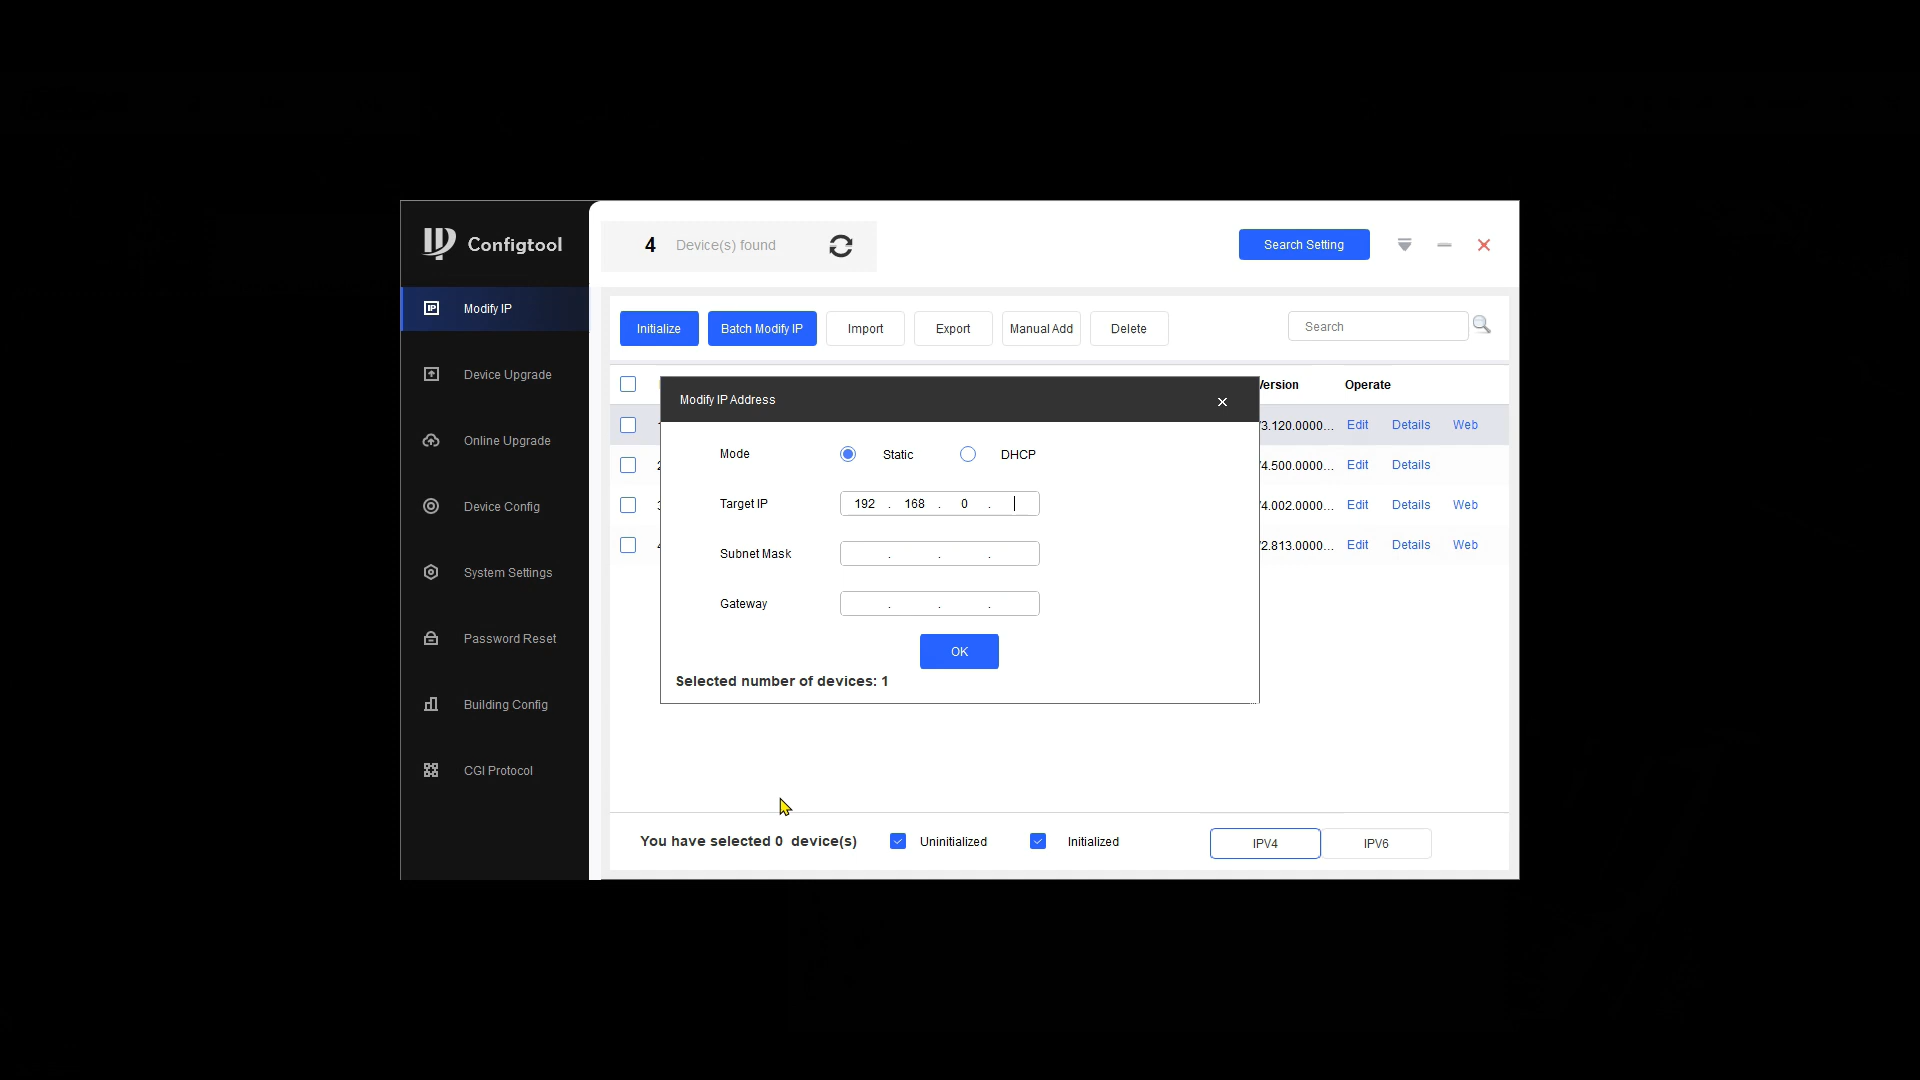 Configtool
4 Device(s) found
Search Setting
Modify IP
Device Upgrade
Online Upgrade
Device Config
System Settings
Password Reset
Building Config
CGI Protocol
Initialize Batch Modify IP Import Export Manual Add Delete Search
Version Operate
3.120.0000... Edit Details Web
4.500.0000... Edit Details
4.002.0000... Edit Details Web
2.813.0000... Edit Details Web
Modify IP Address
Mode Static DHCP
Target IP 192 . 168 . 0 .
Subnet Mask . . .
Gateway . . .
OK
Selected number of devices: 1
You have selected 0 device(s) Uninitialized Initialized IPV4 IPV6